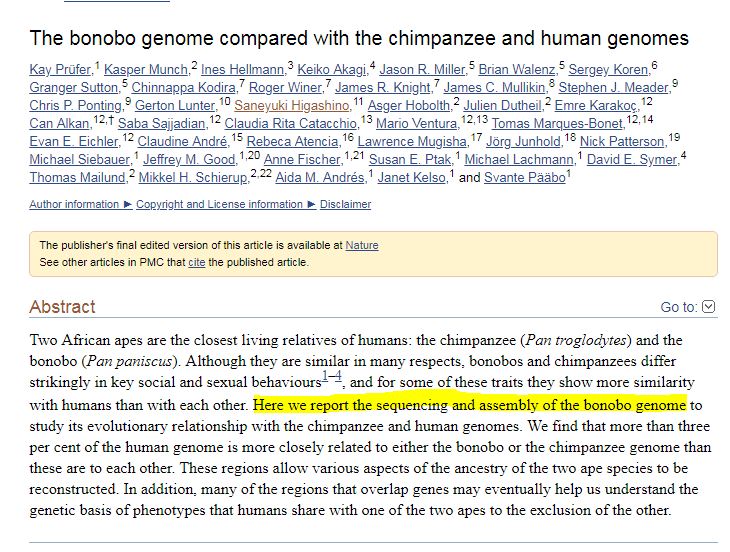 The bonobo genome compared with the chimpanzee and human genomes
Kay Prüfer,1 Kasper Munch,2 Ines Hellmann,3 Keiko Akagi,4 Jason R. Miller,5 Brian Walenz,5 Sergey Koren,6
Granger Sutton,5 Chinnappa Kodira,7 Roger Winer,7 James R. Knight,7 James C. Mullikin,8 Stephen J. Meader,9
Chris P. Ponting,9 Gerton Lunter,10 Saneyuki Higashino,11 Asger Hobolth,2 Julien Dutheil,2 Emre Karakoç,12
Can Alkan,12,† Saba Sajjadian,12 Claudia Rita Catacchio,13 Mario Ventura,12,13 Tomas Marques-Bonet,12,14
Evan E. Eichler,12 Claudine André,15 Rebeca Atencia,16 Lawrence Mugisha,17 Jörg Junhold,18 Nick Patterson,19
Michael Siebauer,1 Jeffrey M. Good,1,20 Anne Fischer,1,21 Susan E. Ptak,1 Michael Lachmann,1 David E. Symer,4
Thomas Mailund,2 Mikkel H. Schierup,2,22 Aida M. Andrés,1 Janet Kelso,1 and Svante Pääbo1
Author information ► Copyright and License information ► Disclaimer
The publisher's final edited version of this article is available at Nature
See other articles in PMC that cite the published article.
Abstract Go to:
Two African apes are the closest living relatives of humans: the chimpanzee (Pan troglodytes) and the
bonobo (Pan paniscus). Although they are similar in many respects, bonobos and chimpanzees differ
strikingly in key social and sexual behaviours1–4, and for some of these traits they show more similarity
with humans than with each other. Here we report the sequencing and assembly of the bonobo genome to
study its evolutionary relationship with the chimpanzee and human genomes. We find that more than three
per cent of the human genome is more closely related to either the bonobo or the chimpanzee genome than
these are to each other. These regions allow various aspects of the ancestry of the two ape species to be
reconstructed. In addition, many of the regions that overlap genes may eventually help us understand the
genetic basis of phenotypes that humans share with one of the two apes to the exclusion of the other.